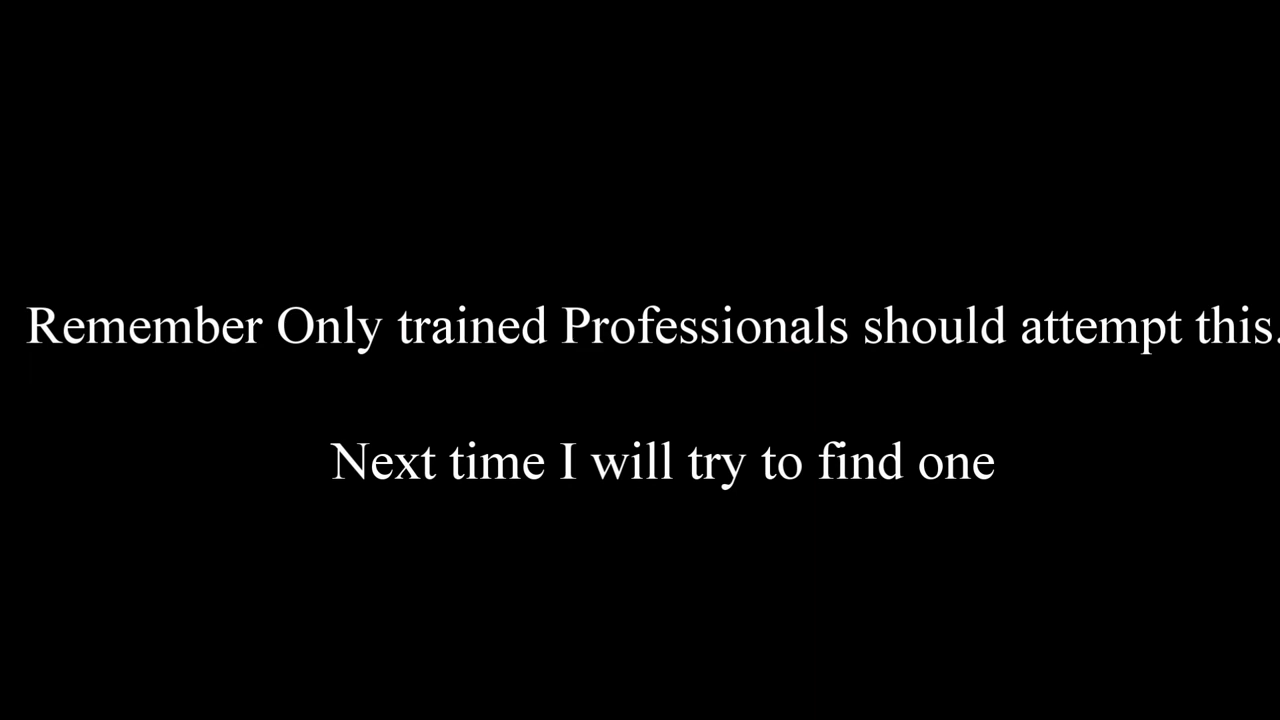 Remember Only trained Professionals should attempt this.
Next time I will try to find one